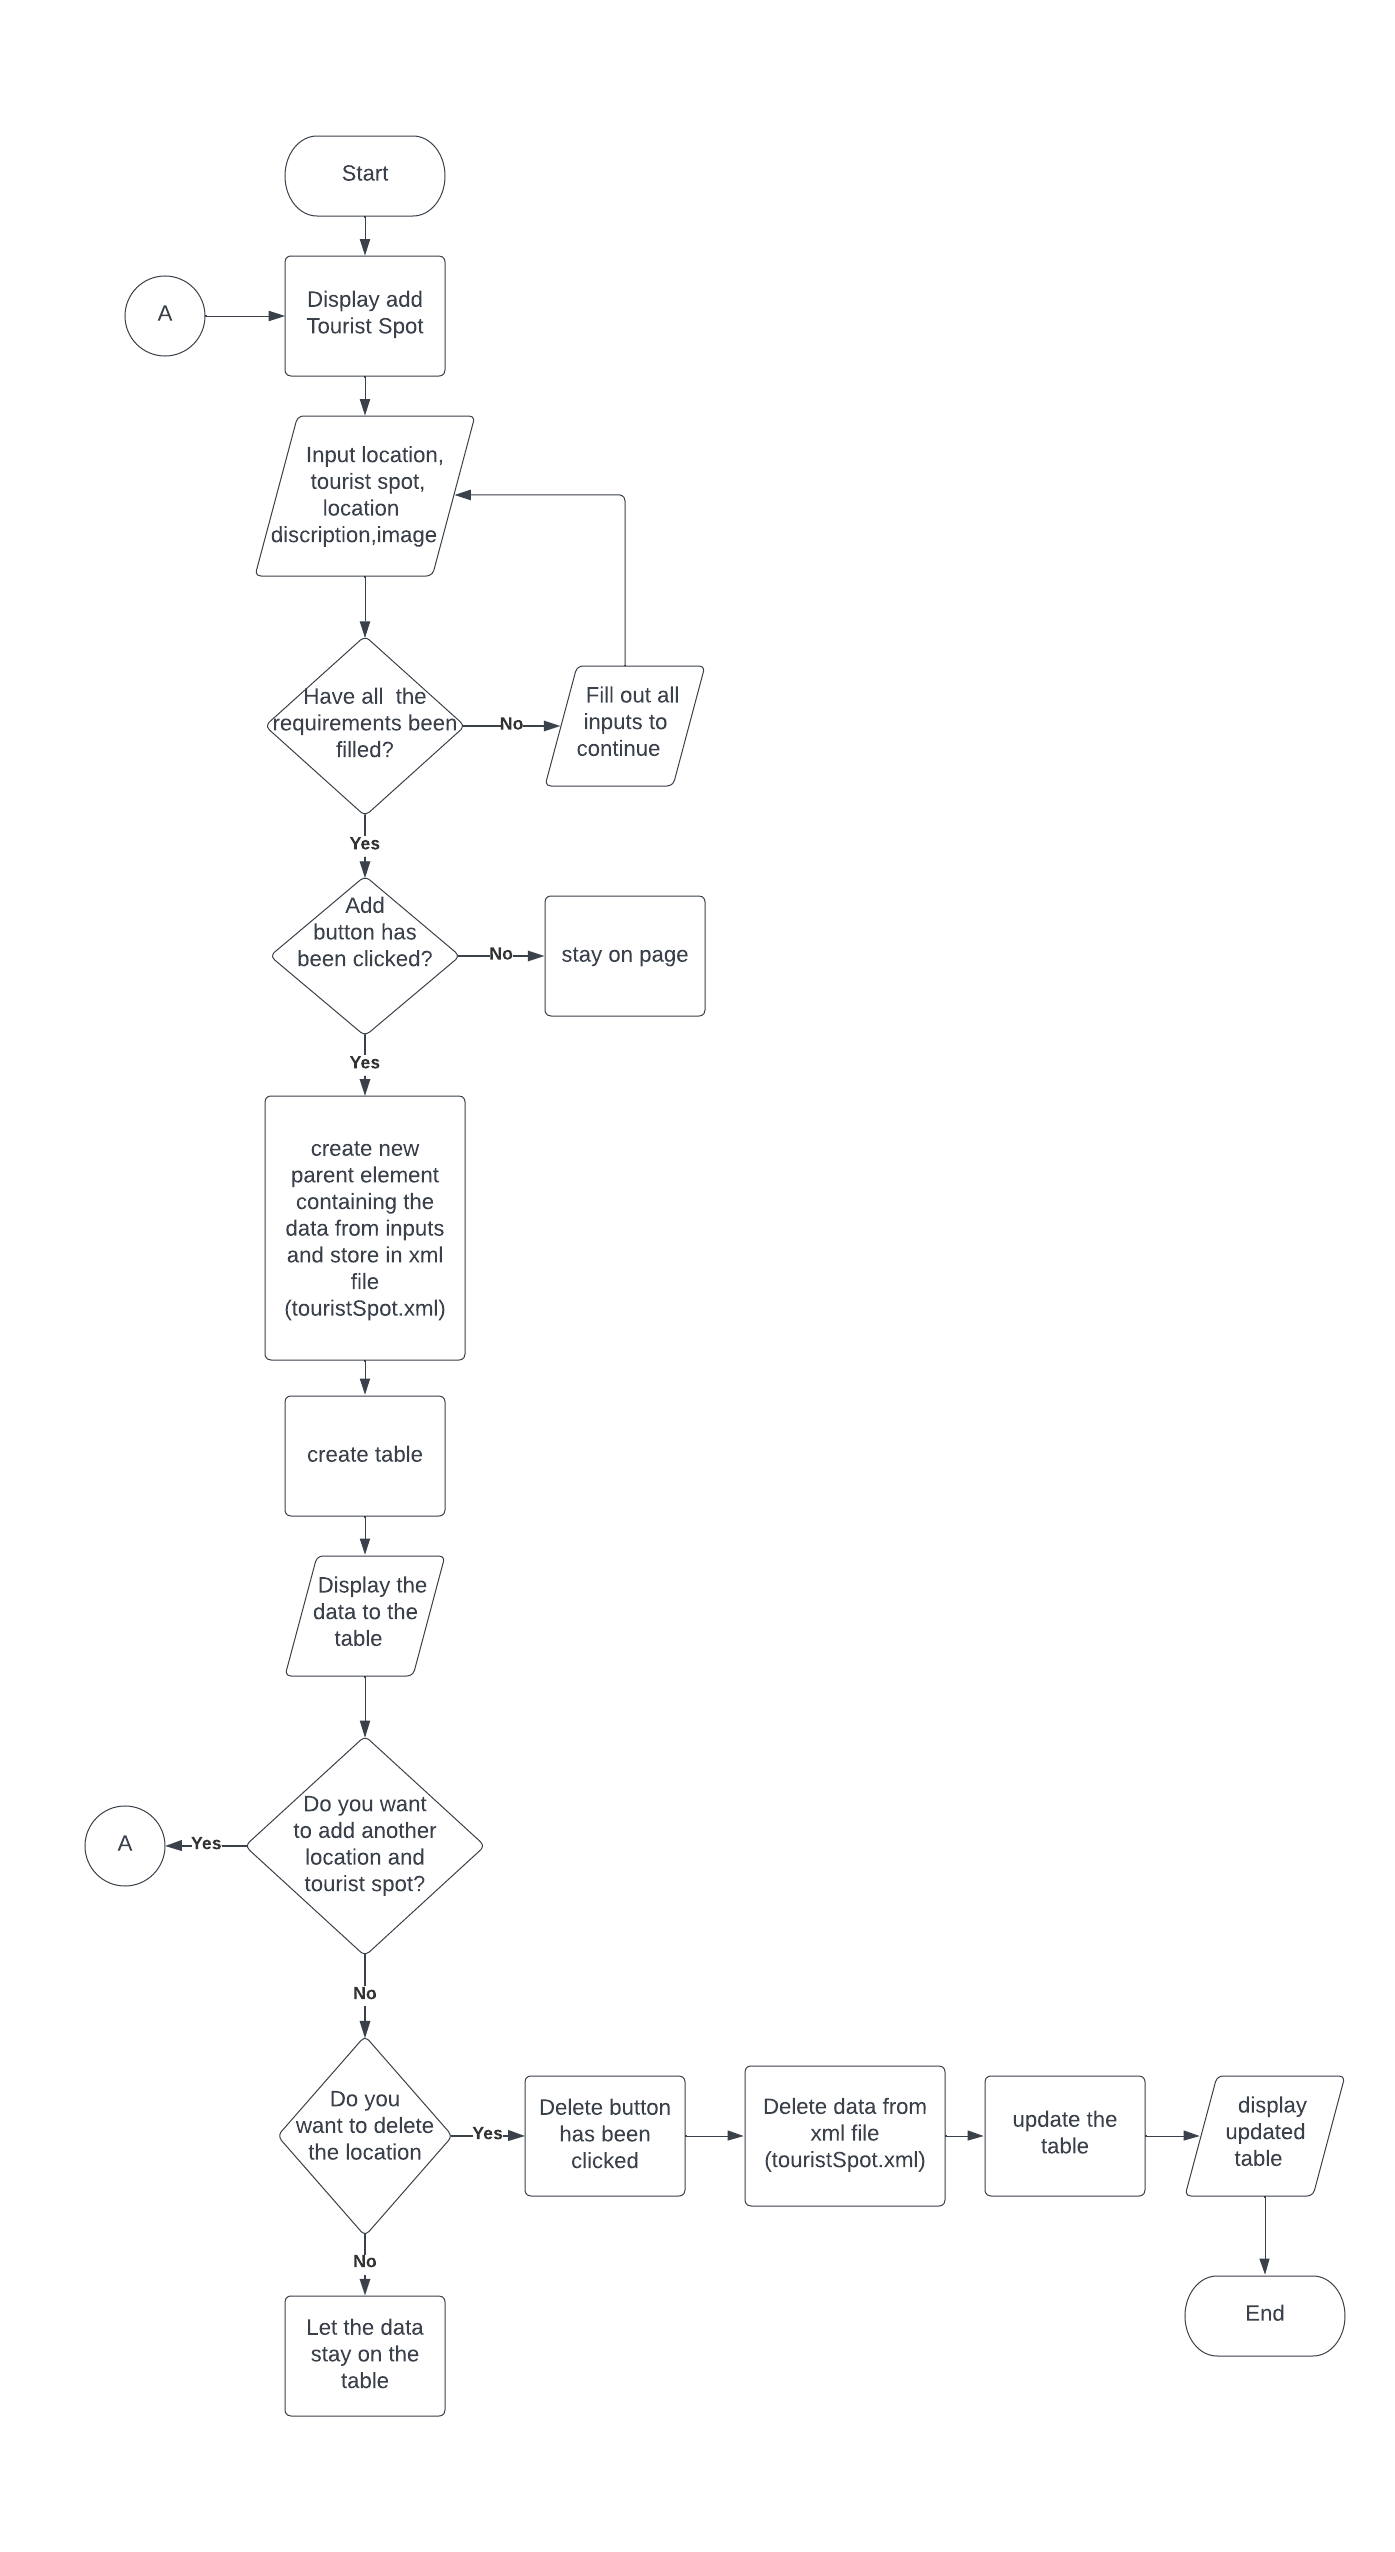 Start
A
Display add
Tourist Spot
Input location,
tourist spot,
location
discription,image
Have all  the
requirements been
filled?
No
Fill out all
inputs to
continue
Yes
Add
button has
been clicked?
No
stay on page
Yes
create new
parent element
containing the
data from inputs
and store in xml
file
(touristSpot.xml)
create table
Display the
data to the
table
Do you want
to add another
location and
tourist spot?
Yes
A
No
Do you
want to delete
the location
Yes
Delete button
has been
clicked
Delete data from
xml file
(touristSpot.xml)
update the
table
display
updated
table
No
Let the data
stay on the
table
End